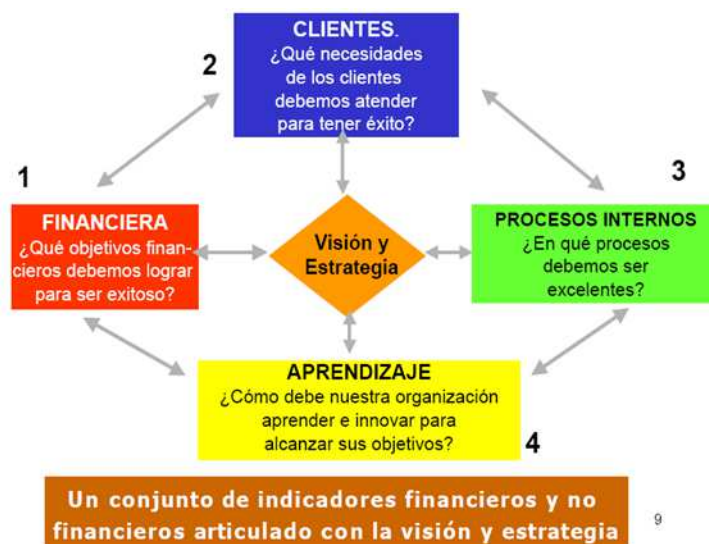 2
CLIENTES.
¿Qué necesidades
de los clientes
debemos atender
para tener éxito?
1
FINANCIERA
¿Qué objetivos finan-
cieros debemos lograr
para ser exitoso?
Visión y
Estrategia
3
PROCESOS INTERNOS
¿En qué procesos
debemos ser
excelentes?
APRENDIZAJE
¿Cómo debe nuestra organización
aprender e innovar para
alcanzar sus objetivos?
4
Un conjunto de indicadores financieros y no
financieros articulado con la visión y estrategia
9